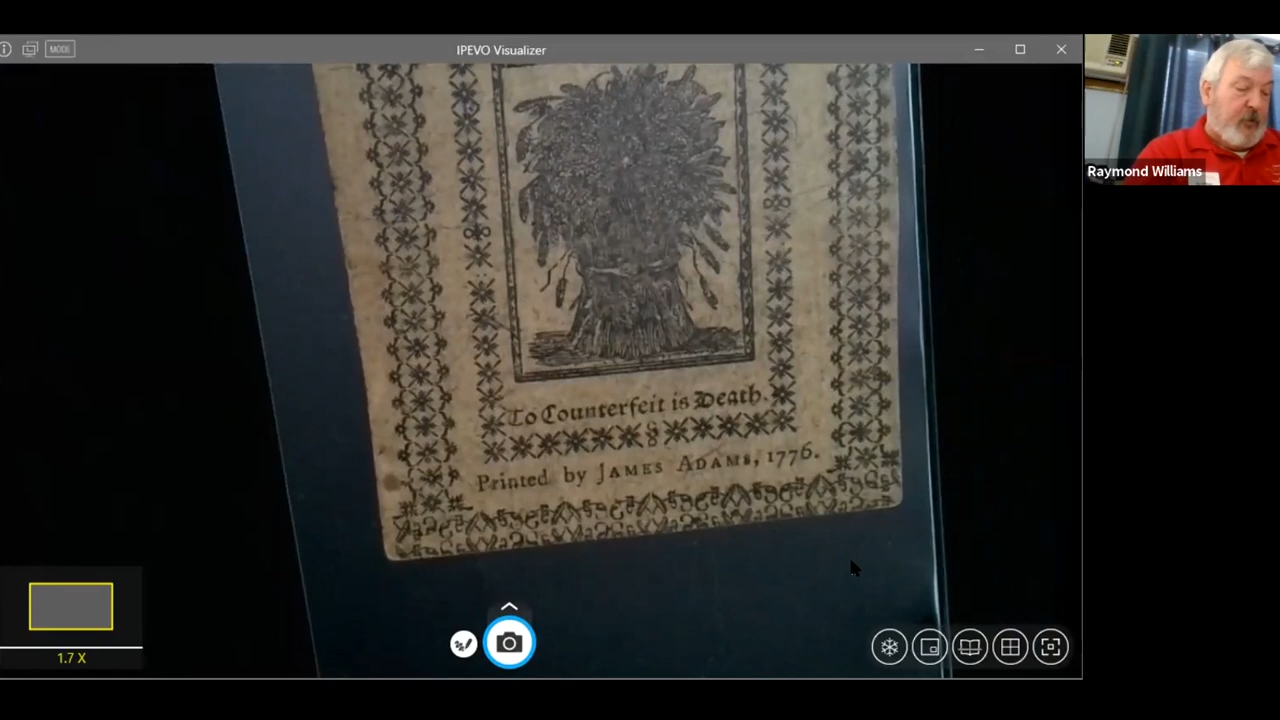 MODE
IPEVO Visualizer
To Counterfeit is Death.
Printed by JAMES ADAMS, 1776.
Raymond Williams
1.7 X